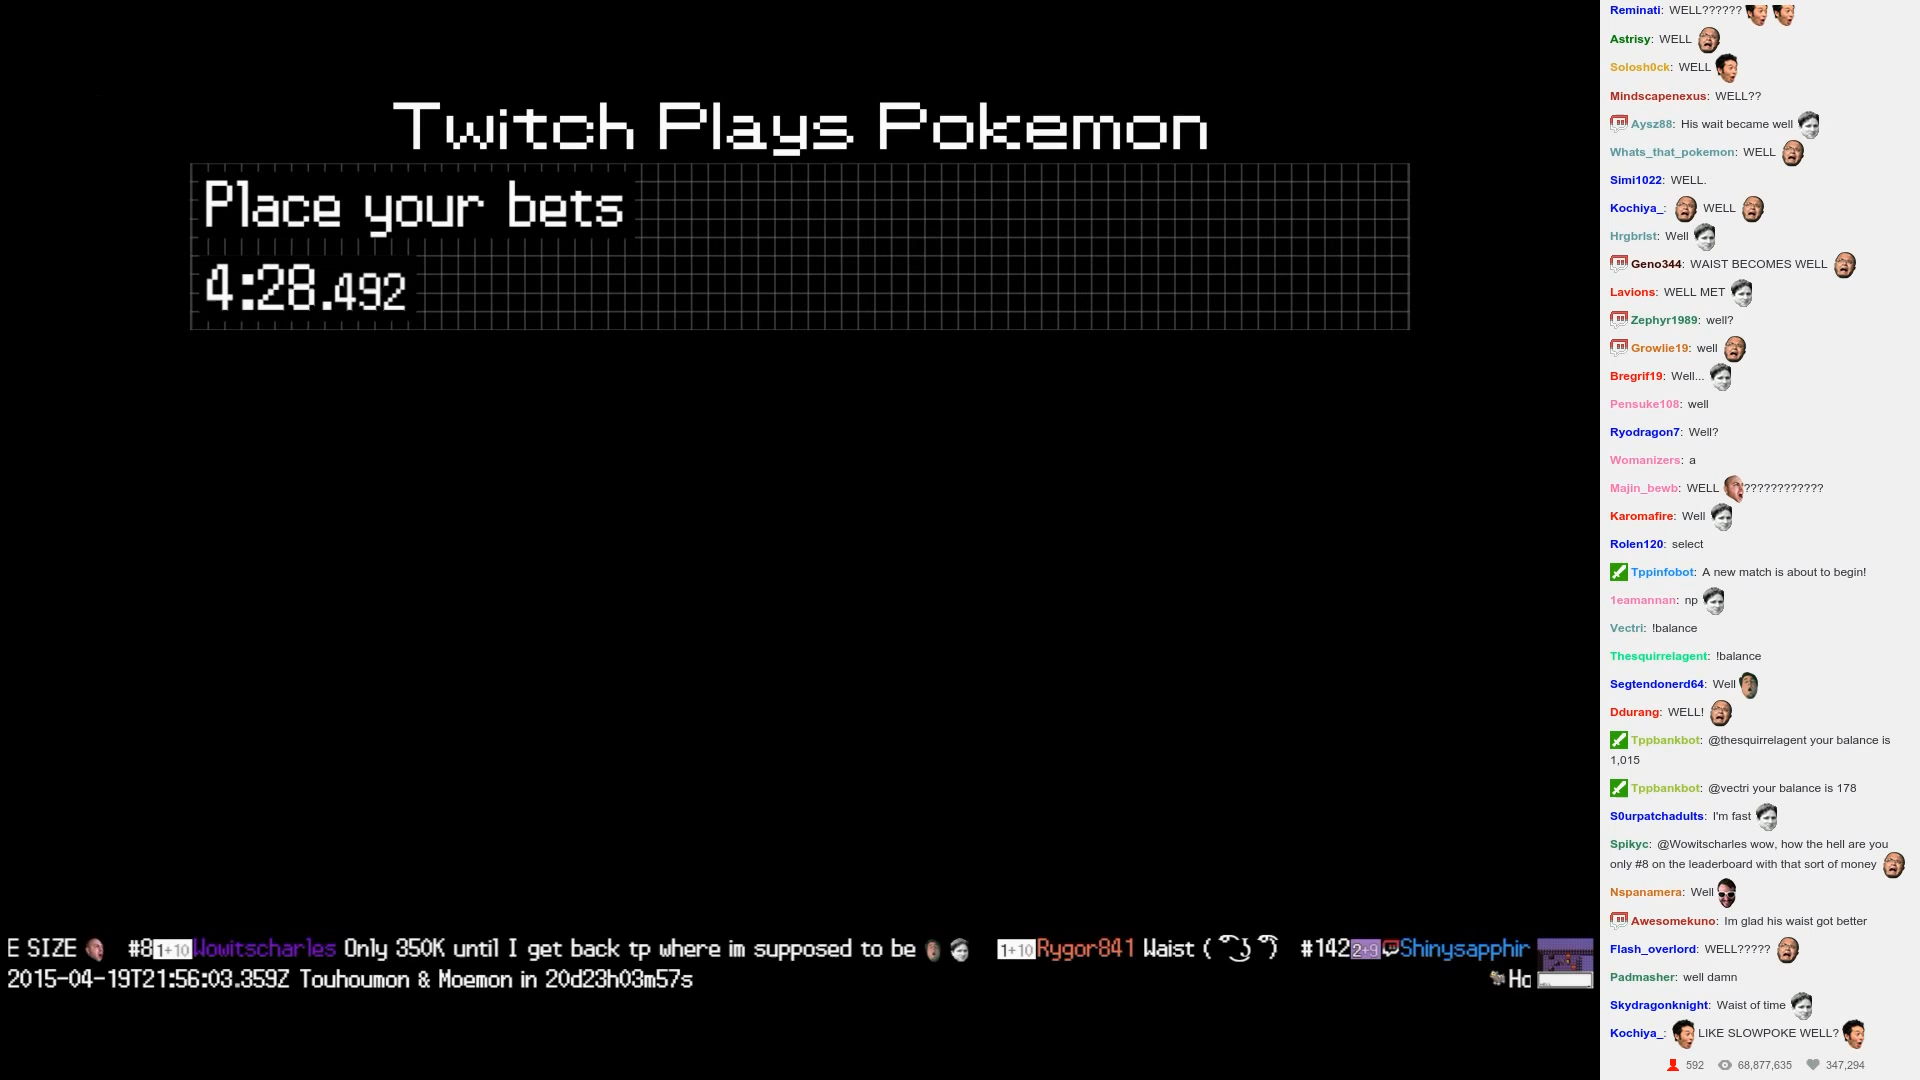 Twitch Plays Pokemon
Place your bets
4:28.492
E SIZE #8 1+10 Wowitscharles Only 350K until I get back tp where im supposed to be 1+10 Rygor841 Waist ( ͡° ͜ʖ ͡°) #142 2+9 Shinysapphir
2015-04-19T21:56:03.359Z Touhoumon & Moemon in 20d23h03m57s Ho
Reminati: WELL??????
Astrisy: WELL
Solosh0ck: WELL
Mindscapenexus: WELL??
Aysz88: His wait became well
Whats_that_pokemon: WELL
Simi1022: WELL.
Kochiya_: WELL
Hrgbrlst: Well
Geno344: WAIST BECOMES WELL
Lavions: WELL MET
Zephyr1989: well?
Growlie19: well
Bregrif19: Well...
Pensuke108: well
Ryodragon7: Well?
Womanizers: a
Majin_bewb: WELL ????????????
Karomafire: Well
Rolen120: select
Tppinfobot: A new match is about to begin!
1eamannan: np
Vectri: !balance
Thesquirrelagent: !balance
Segtendonerd64: Well
Ddurang: WELL!
Tppbankbot: @thesquirrelagent your balance is
1,015
Tppbankbot: @vectri your balance is 178
S0urpatchadults: I'm fast
Spikyc: @Wowitscharles wow, how the hell are you
only #8 on the leaderboard with that sort of money
Nspanamera: Well
Awesomekuno: Im glad his waist got better
Flash_overlord: WELL?????
Padmasher: well damn
Skydragonknight: Waist of time
Kochiya_: LIKE SLOWPOKE WELL?
592 68,877,635 347,294